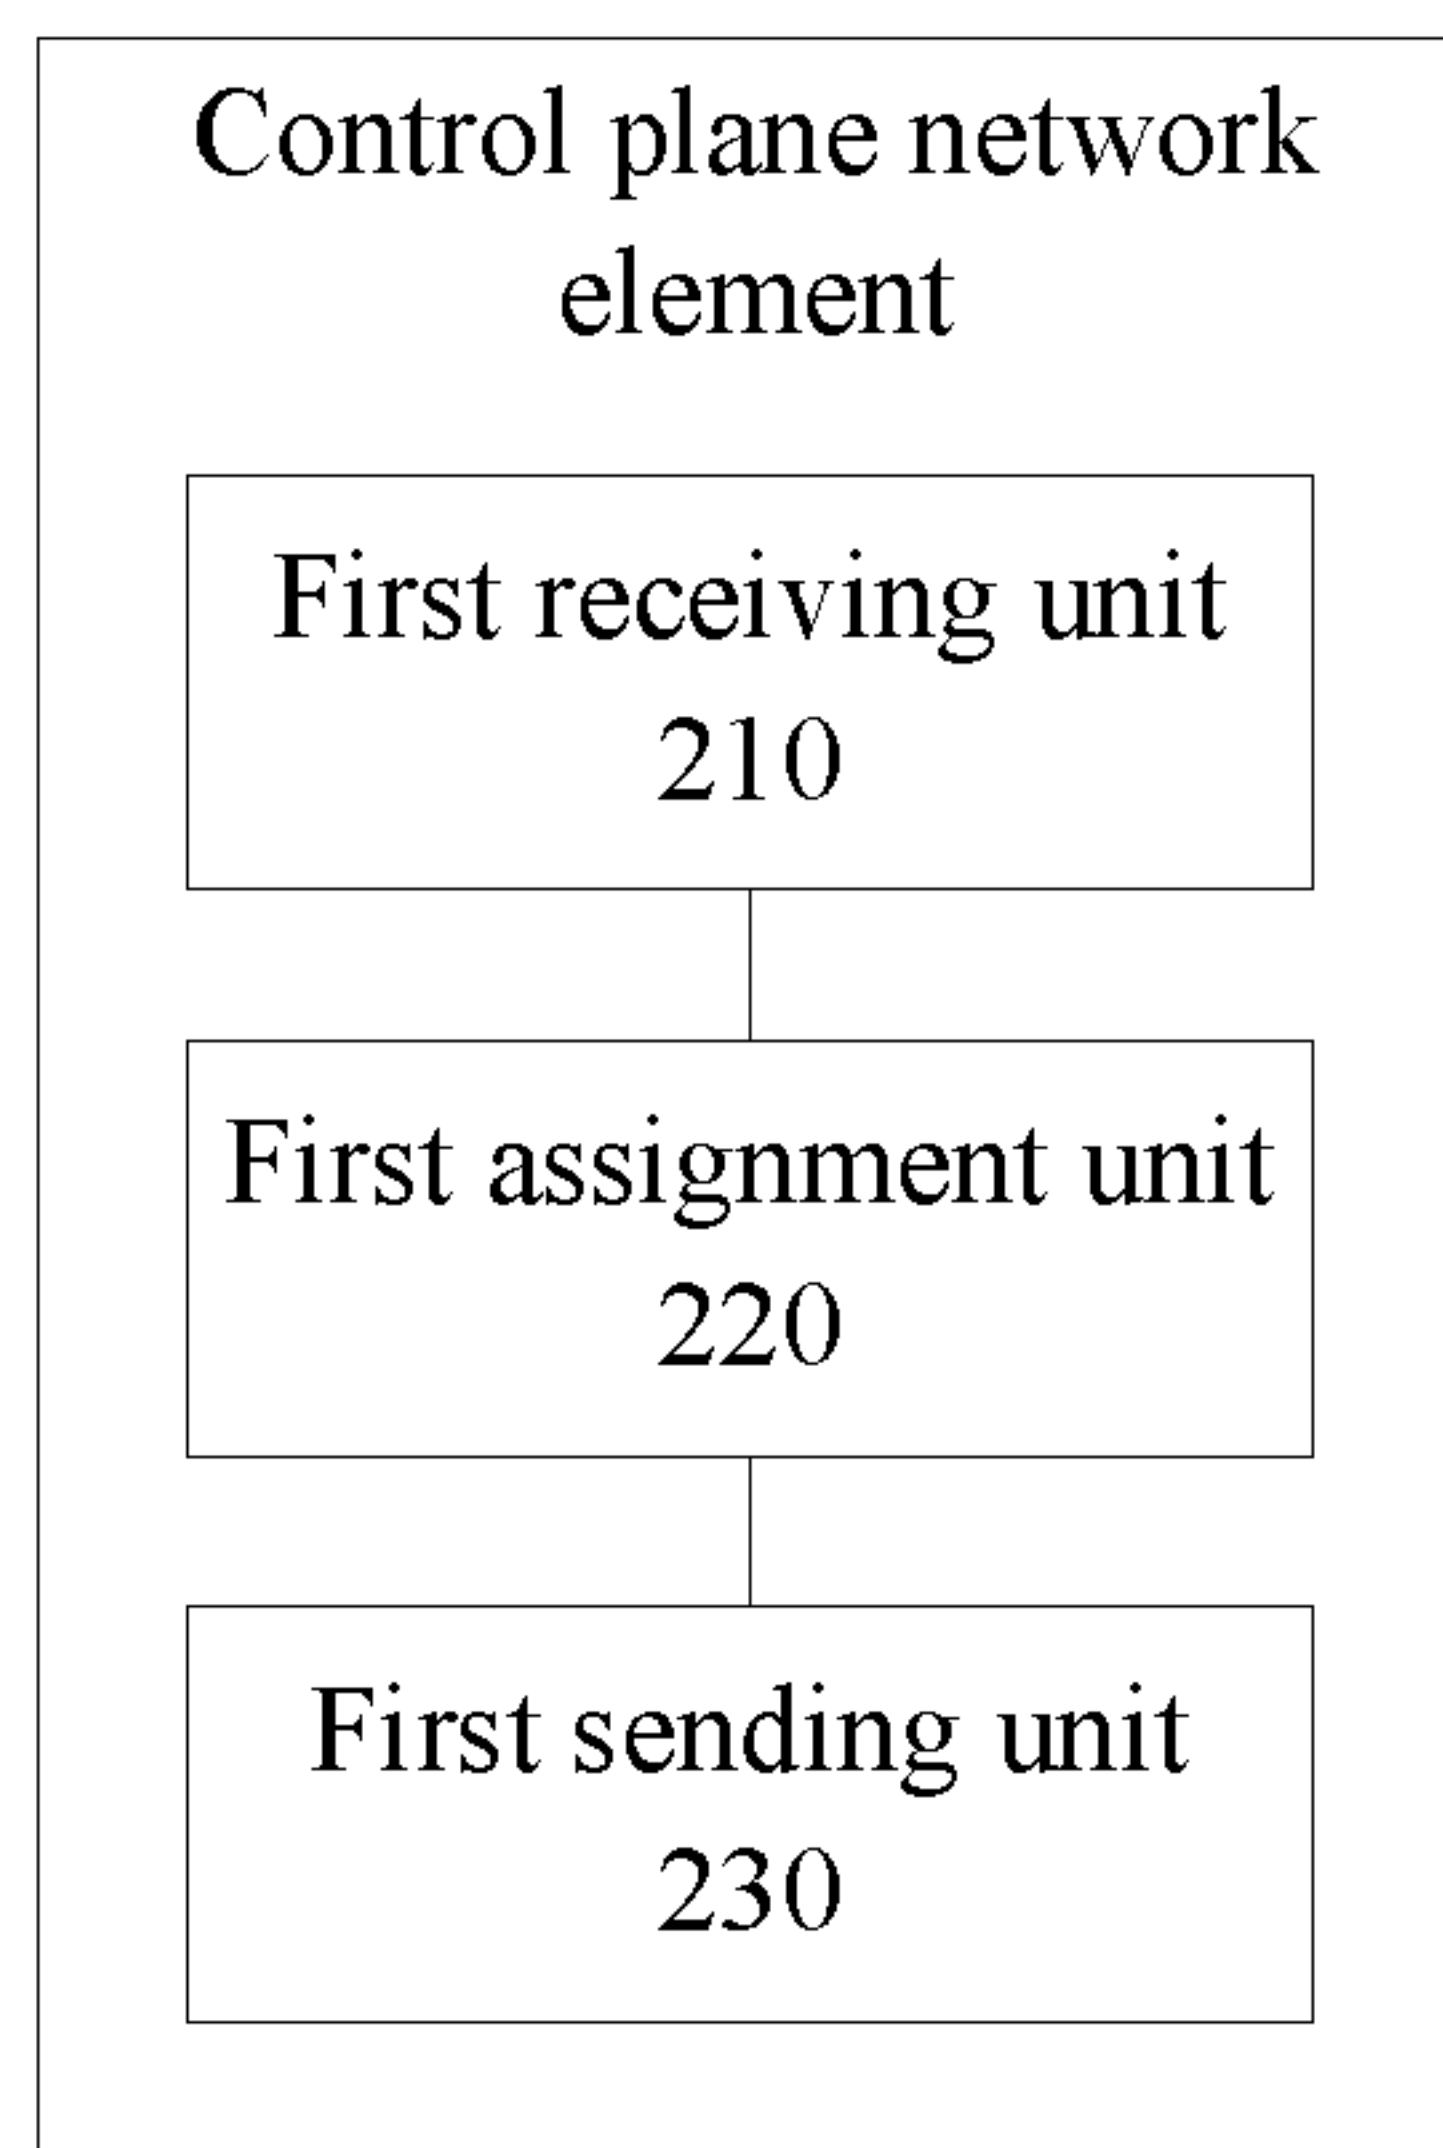 Control plane network
element
First receiving unit
210
First assignment unit
220
First sending unit
230